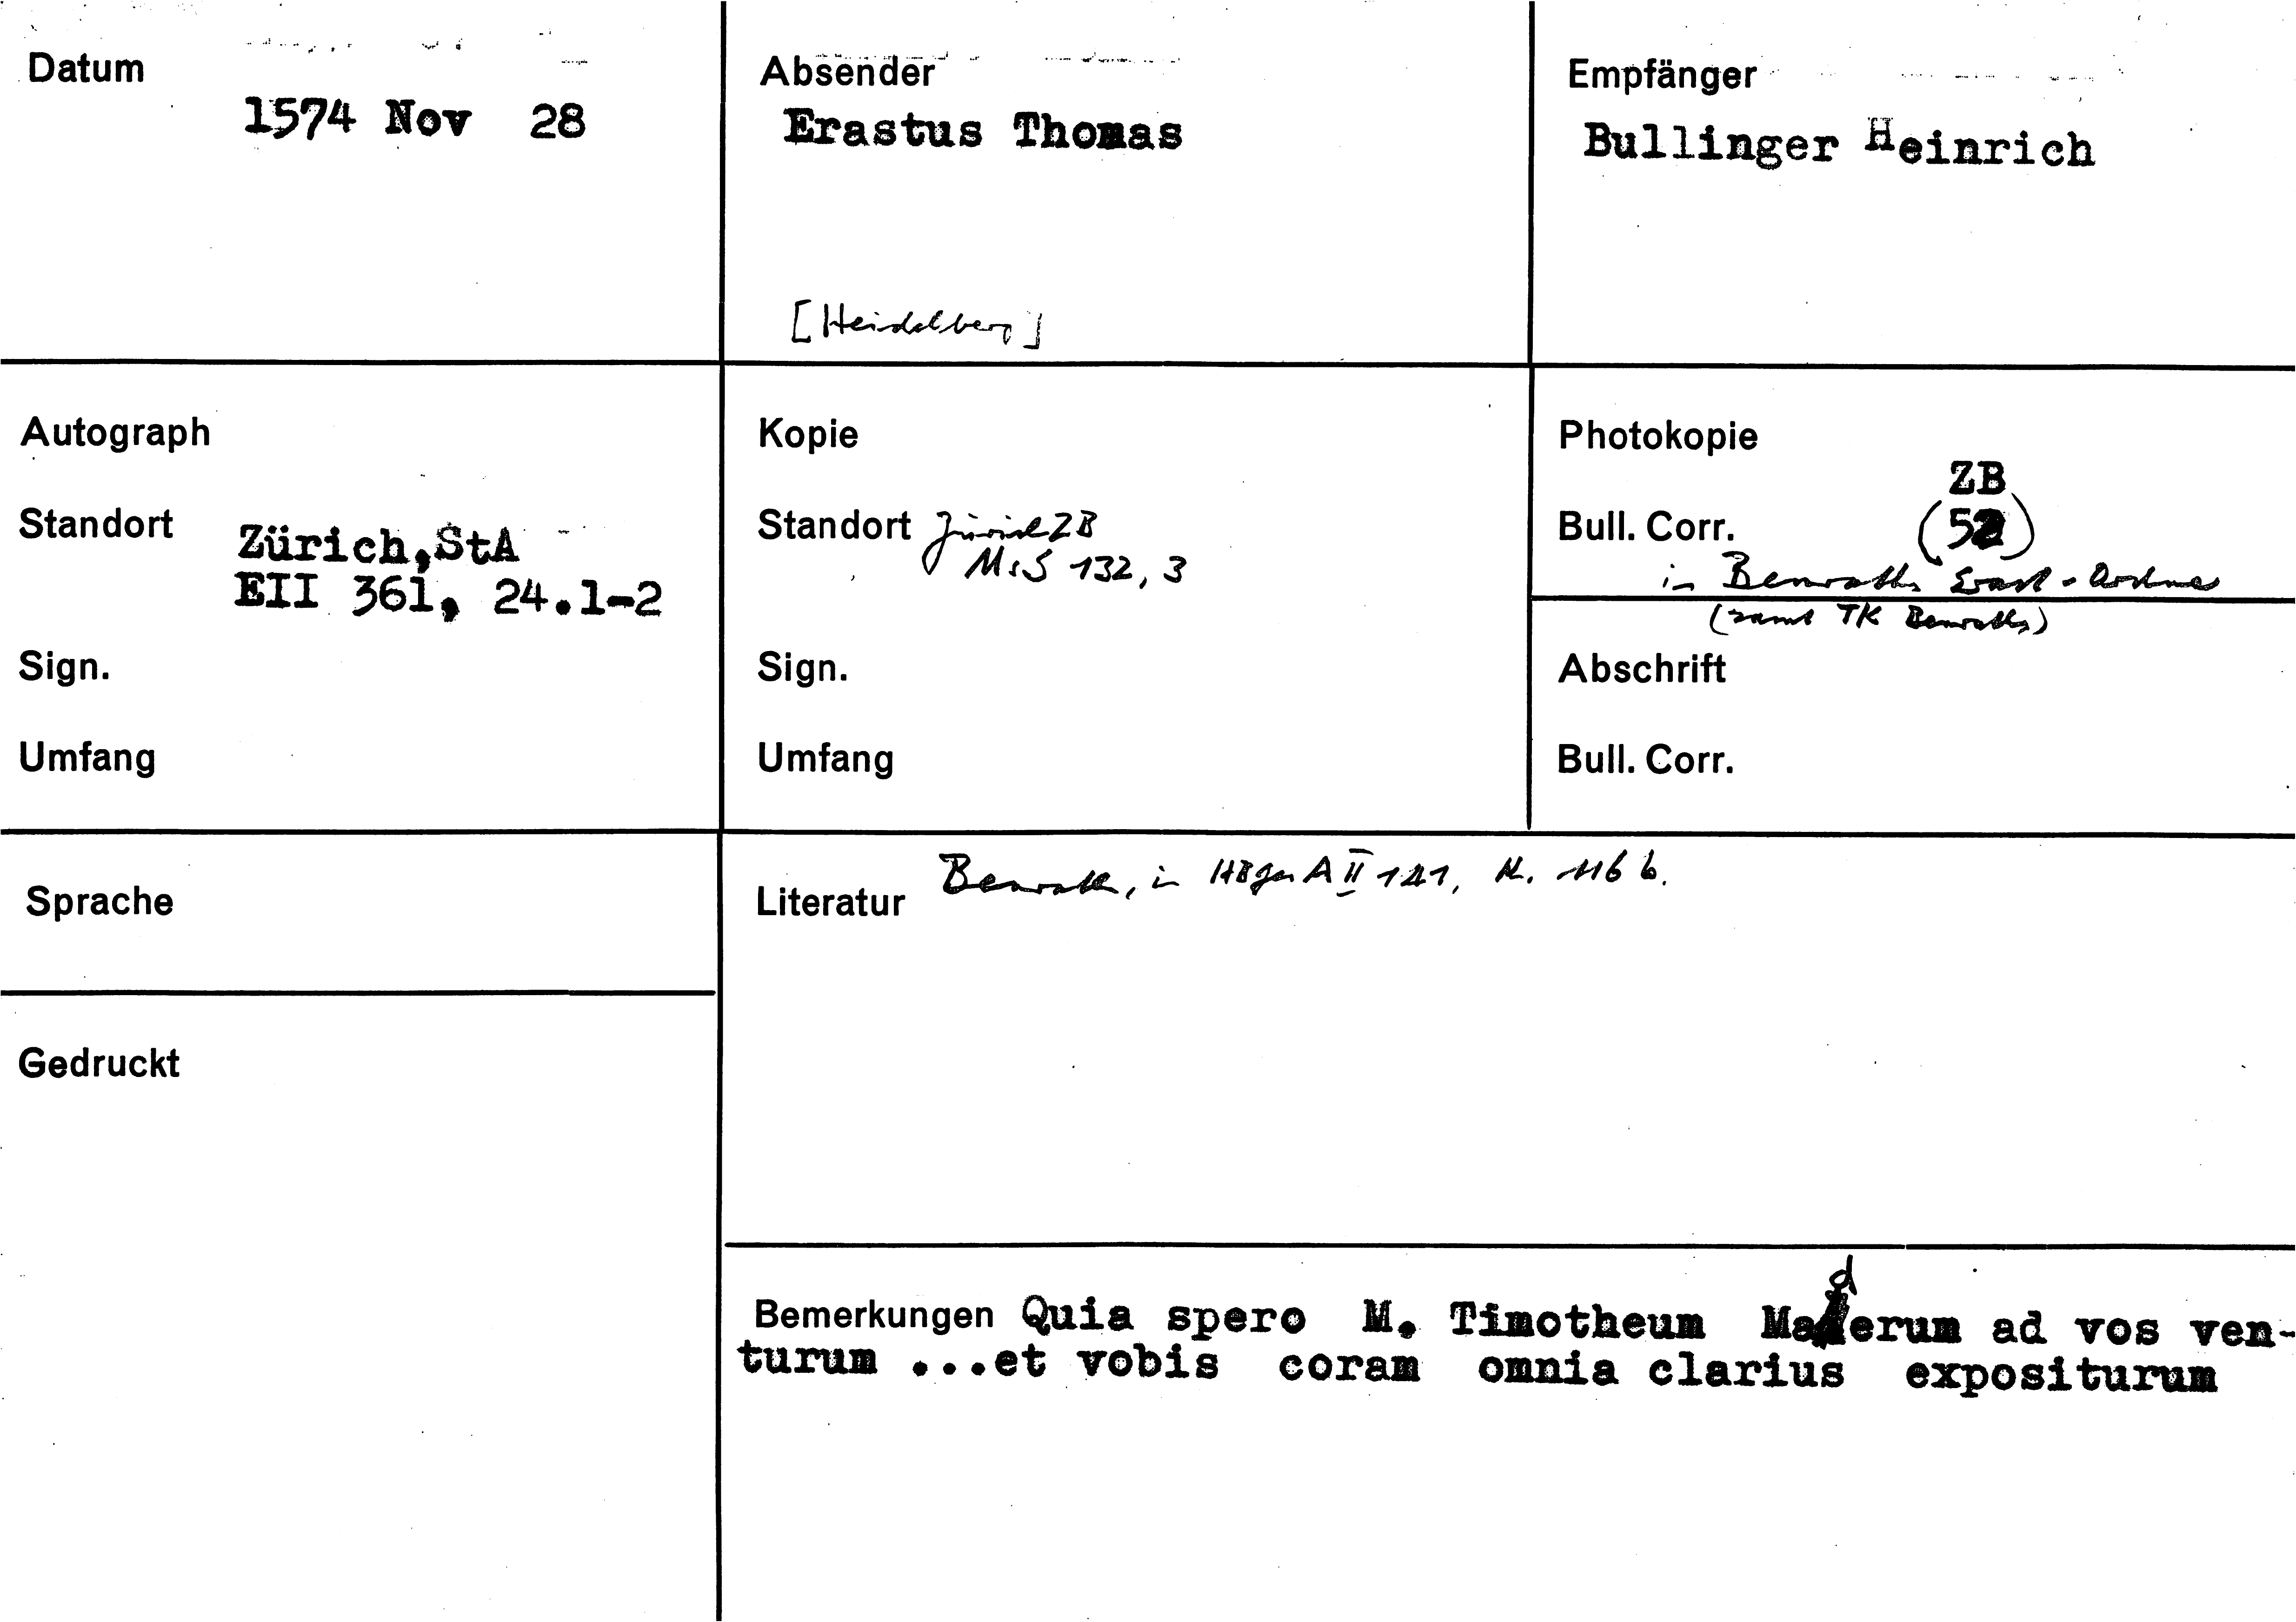 Datum
1574 Nov 28
Absender
Erastus Thomas
[Heidelberg]
Empfänger
Bullinger Heinrich
Autograph
Standort
Zürich, StA
EII 361, 24.1-2
Sign.
Umfang
Kopie
Standort Zürich ZB
Ms S 132, 3
Sign.
Umfang
Photokopie
ZB
Bull. Corr. (52)
in Benraths Erast-Ordner
(samt TK Benraths)
Abschrift
Bull. Corr.
Sprache
Gedruckt
Literatur Benrath, in HBGesA II 121, 116 b.
Bemerkungen Quia spero M. Timotheum Maderum ad vos ven-
turum ...et vobis coram omnia clarius expositurum